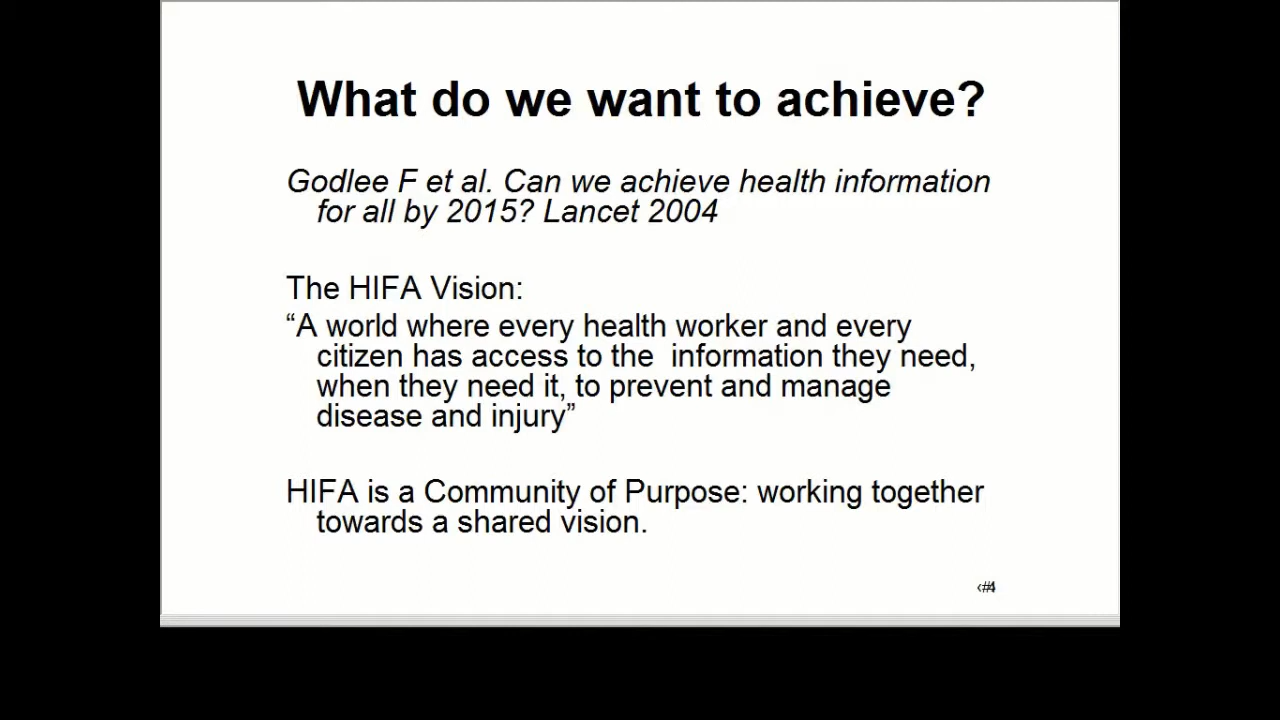 What do we want to achieve?
Godlee F et al. Can we achieve health information
for all by 2015? Lancet 2004
The HIFA Vision:
“A world where every health worker and every
citizen has access to the  information they need,
when they need it, to prevent and manage
disease and injury”
HIFA is a Community of Purpose: working together
towards a shared vision.